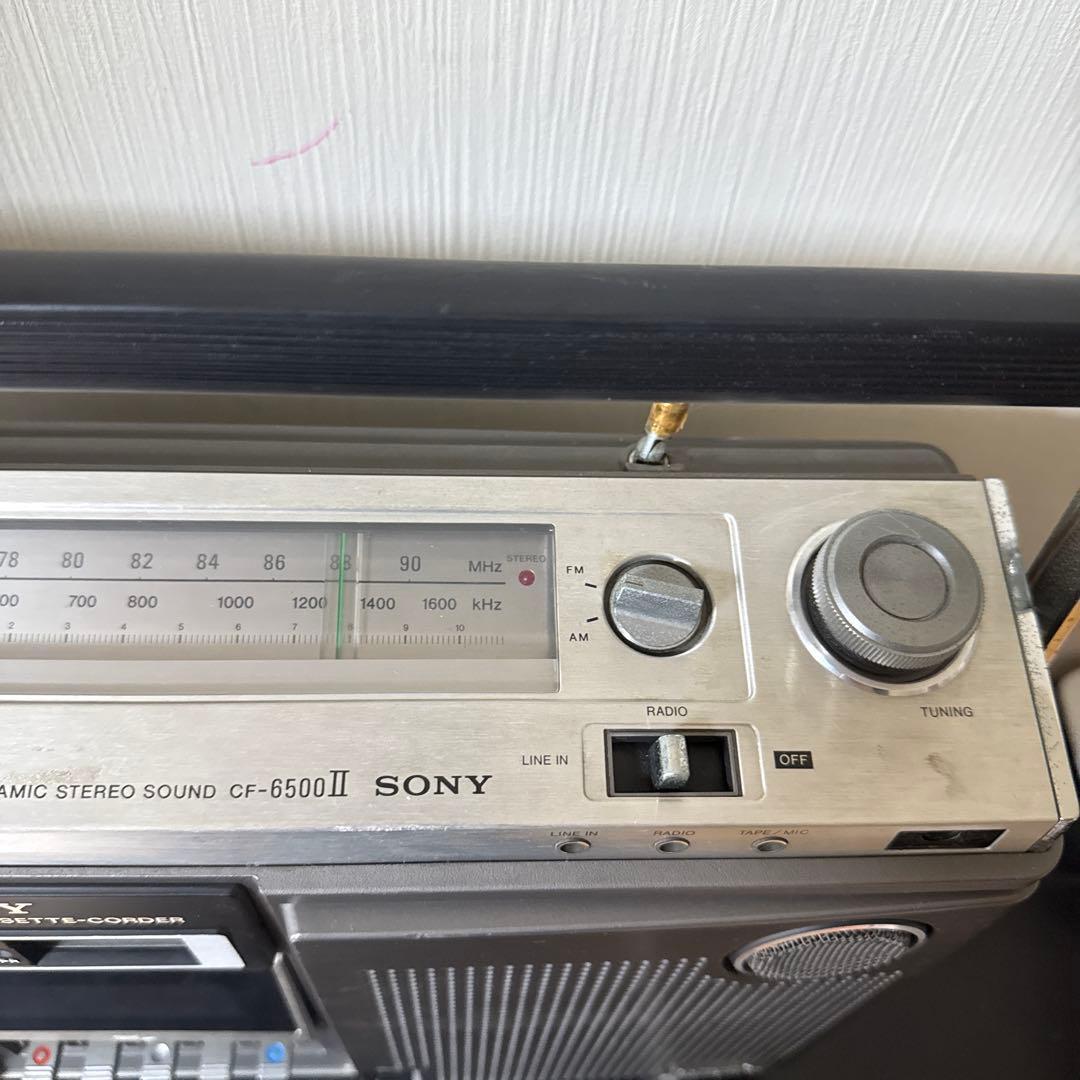 78 80 82 84 86 88 90 MHz
STEREO
00 700 800 1000 1200 1400 1600 kHz
2 3 4 5 6 7 8 9 10
FM
AM
TUNING
RADIO
LINE IN
OFF
AMIC STEREO SOUND CF-6500II SONY
LINE IN RADIO TAPE/MIC
Y
SETTE-CORDER